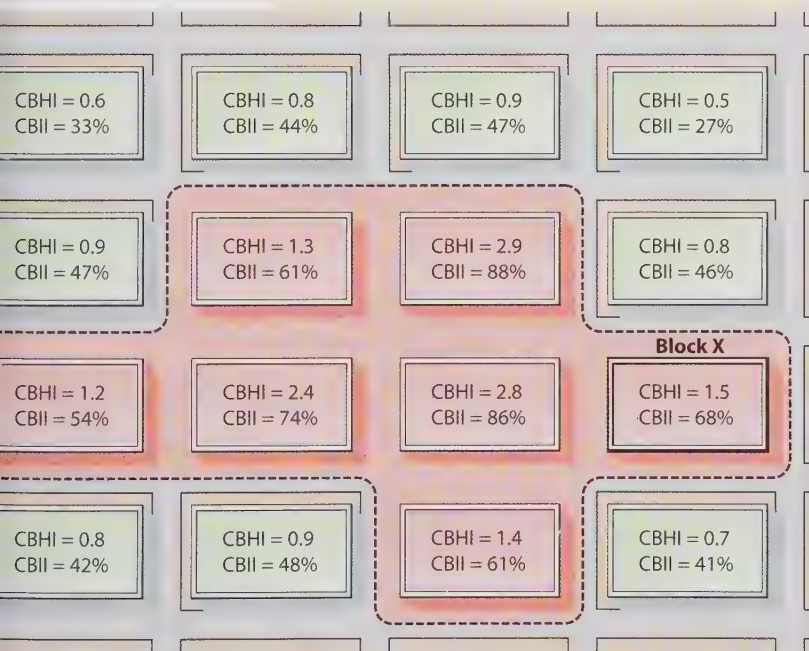 CBHI = 0.6
CBII = 33%
CBHI = 0.8
CBII = 44%
CBHI = 0.9
CBII = 47%
CBHI = 0.5
CBII = 27%
CBHI = 0.9
CBII = 47%
CBHI = 1.3
CBII = 61%
CBHI = 2.9
CBII = 88%
CBHI = 0.8
CBII = 46%
Block X
CBHI = 1.2
CBII = 54%
CBHI = 2.4
CBII = 74%
CBHI = 2.8
CBII = 86%
CBHI = 1.5
CBII = 68%
CBHI = 0.8
CBII = 42%
CBHI = 0.9
CBII = 48%
CBHI = 1.4
CBII = 61%
CBHI = 0.7
CBII = 41%